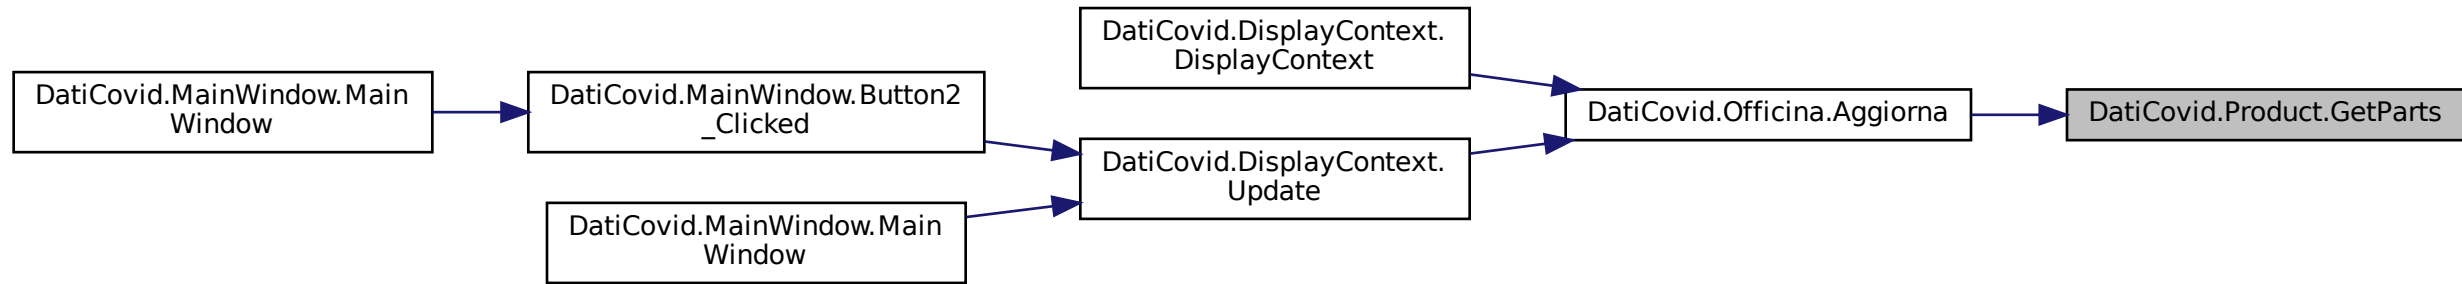 DatiCovid.MainWindow.Main
Window
DatiCovid.MainWindow.Button2
_Clicked
DatiCovid.MainWindow.Main
Window
DatiCovid.DisplayContext.
DisplayContext
DatiCovid.DisplayContext.
Update
DatiCovid.Officina.Aggiorna
DatiCovid.Product.GetParts